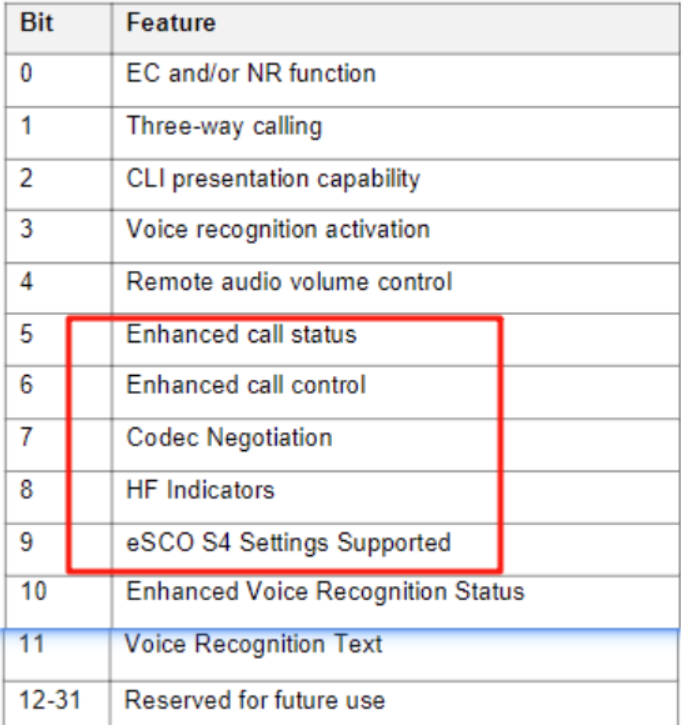 Bit Feature
0 EC and/or NR function
1 Three-way calling
2 CLI presentation capability
3 Voice recognition activation
4 Remote audio volume control
5 Enhanced call status
6 Enhanced call control
7 Codec Negotiation
8 HF Indicators
9 eSCO S4 Settings Supported
10 Enhanced Voice Recognition Status
11 Voice Recognition Text
12-31 Reserved for future use